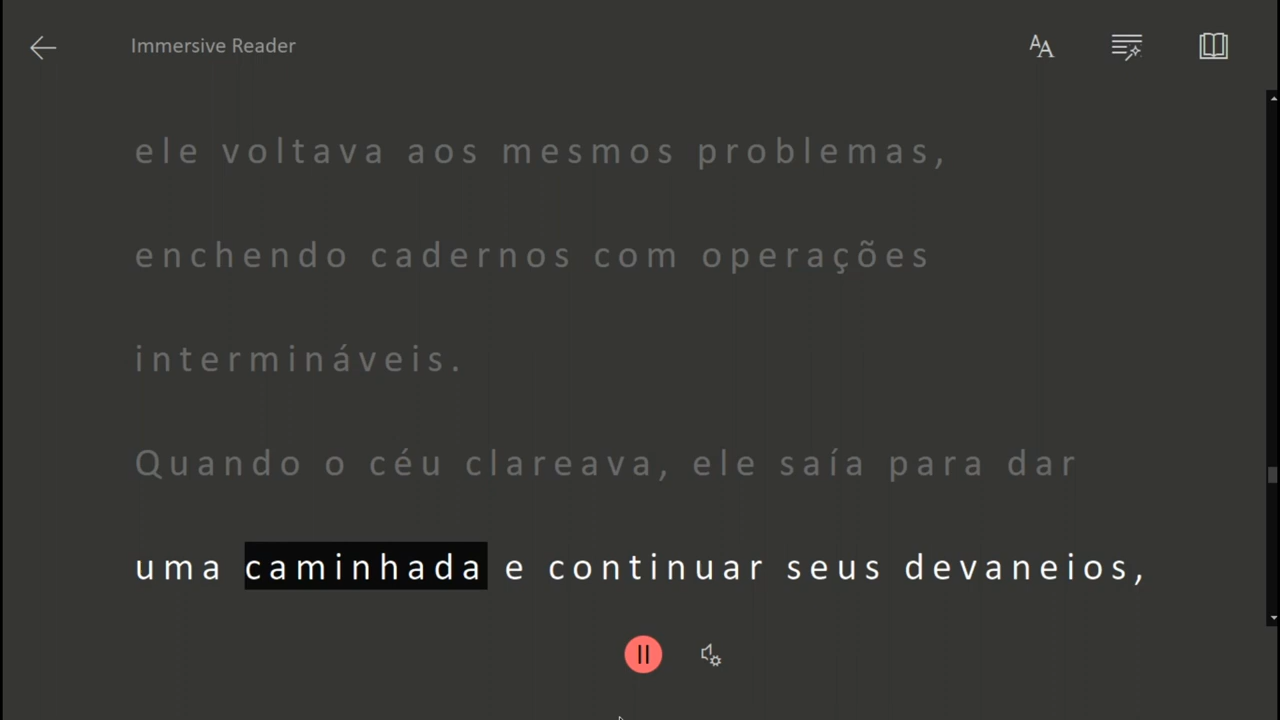 Immersive Reader
ele voltava aos mesmos problemas,
enchendo cadernos com operações
intermináveis.
Quando o céu clareava, ele saía para dar
uma caminhada e continuar seus devaneios,